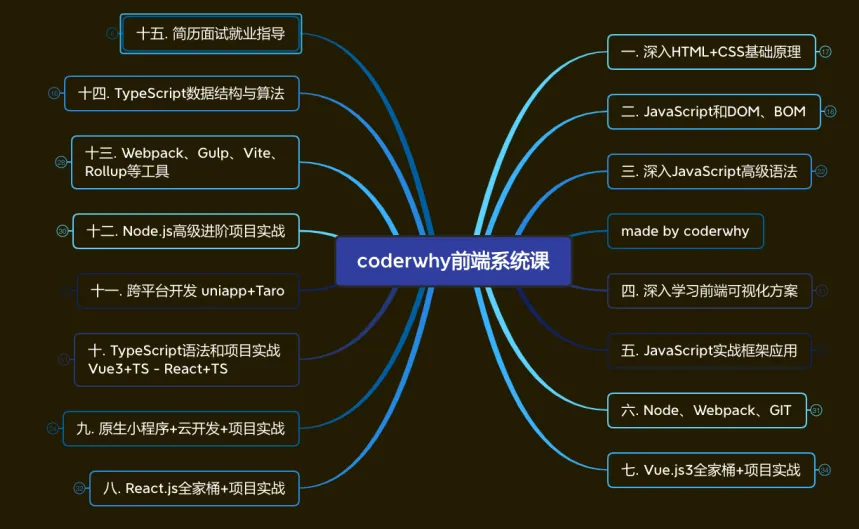 coderwhy前端系统课
一. 深入HTML+CSS基础原理
17
二. JavaScript和DOM、BOM
三. 深入JavaScript高级语法
made by coderwhy
四. 深入学习前端可视化方案
五. JavaScript实战框架应用
六. Node、Webpack、GIT
31
七. Vue.js3全家桶+项目实战
34
八. React.js全家桶+项目实战
九. 原生小程序+云开发+项目实战
十. TypeScript语法和项目实战
Vue3+TS - React+TS
十一. 跨平台开发 uniapp+Taro
十二. Node.js高级进阶项目实战
十三. Webpack、Gulp、Vite、
Rollup等工具
十四. TypeScript数据结构与算法
十五. 简历面试就业指导